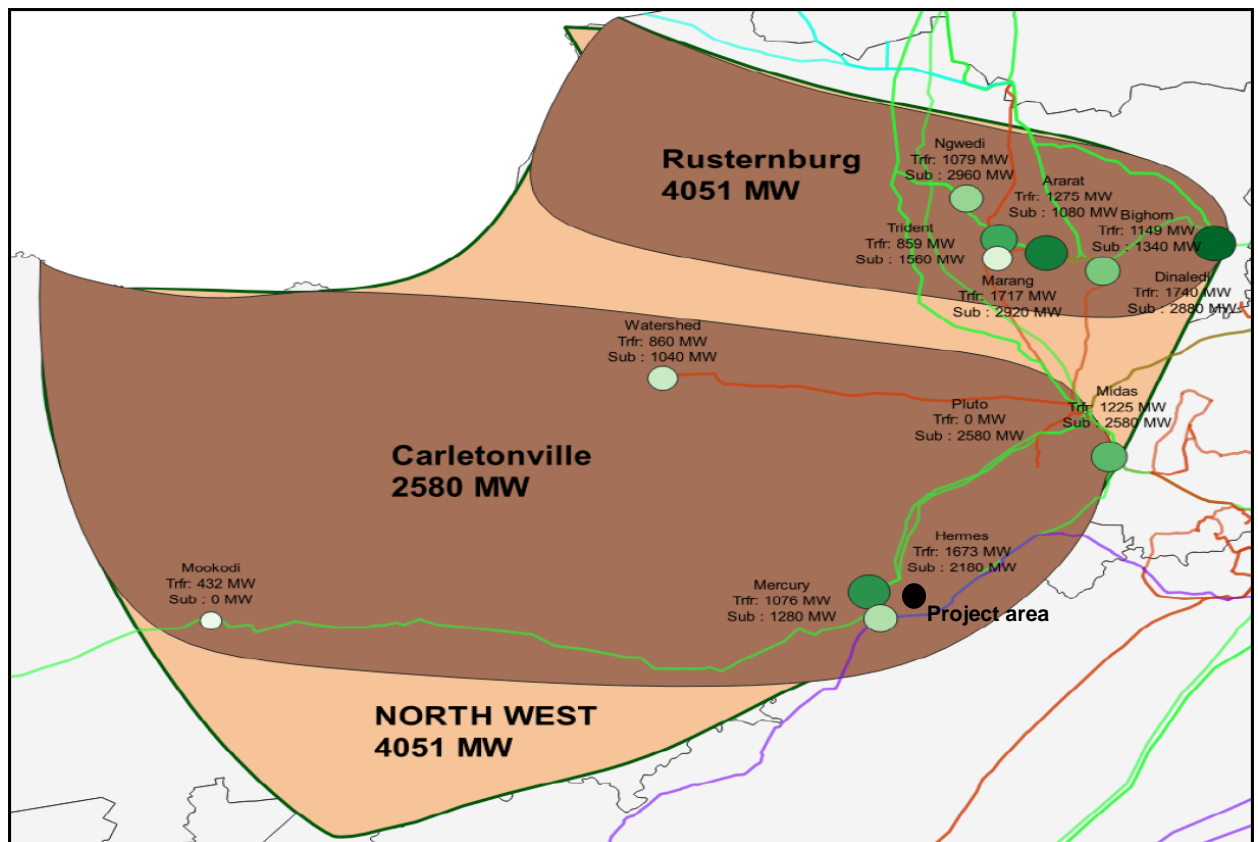 Rusternburg
4051 MW
Ngwedi
Trfr: 1079 MW
Sub : 2960 MW
Ararat
Trfr: 1275 MW
Sub : 1080 MW
Bighorn
Trfr: 1149 MW
Sub : 1340 MW
Trident
Trfr: 859 MW
Sub : 1560 MW
Marang
Trfr: 1717 MW
Sub : 2920 MW
Dinaledi
Trfr: 1740 MW
Sub : 2880 MW
Watershed
Trfr: 860 MW
Sub : 1040 MW
Midas
Trfr: 1225 MW
Sub : 2580 MW
Pluto
Trfr: 0 MW
Sub : 2580 MW
Carletonville
2580 MW
Hermes
Trfr: 1673 MW
Sub : 2180 MW
Mookodi
Trfr: 432 MW
Sub : 0 MW
Mercury
Trfr: 1076 MW
Sub : 1280 MW
Project area
NORTH WEST
4051 MW